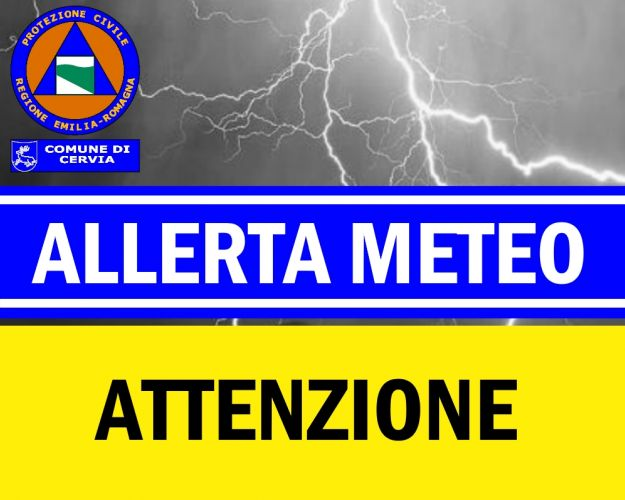 PROTEZIONE CIVILE
REGIONE EMILIA-ROMAGNA
COMUNE DI
CERVIA
ALLERTA METEO
ATTENZIONE